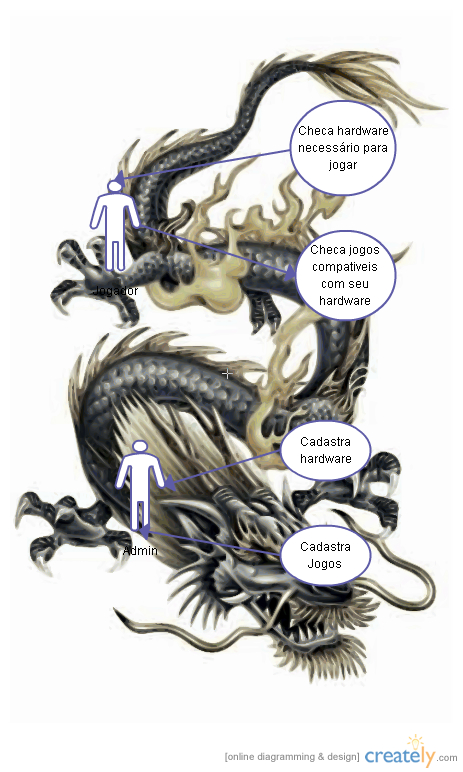 Checa hardware
necessário para
jogar
Checa jogos
compativeis
com seu
hardware
Jogador
Cadastra
hardware
Admin
Cadastra
Jogos
[online diagramming & design] creately.com